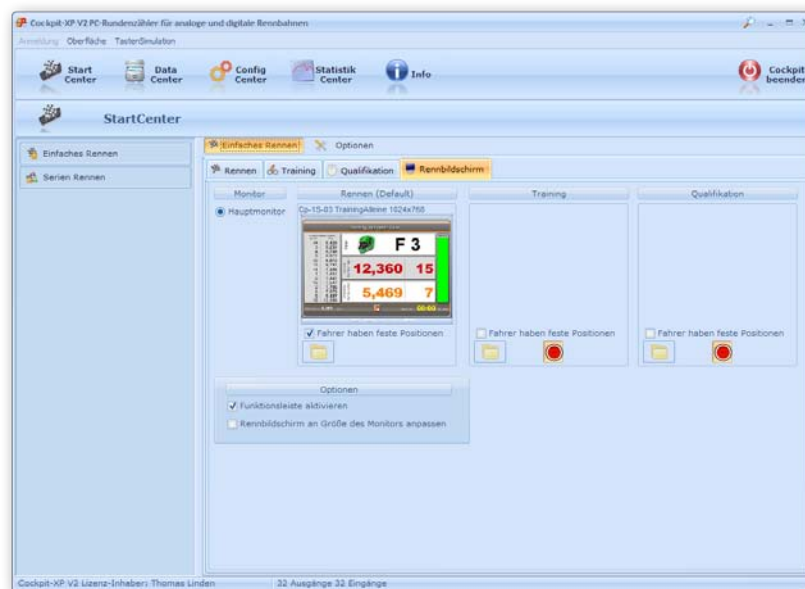 Cockpit-XP V2 PC-Rundenzähler für analoge und digitale Rennbahnen
Anmeldung Oberfläche TasterSimulation
Start Center
Data Center
Config Center
Statistik Center
Info
Cockpit beenden
StartCenter
Einfaches Rennen
Serien Rennen
Einfaches Rennen Optionen
Rennen Training Qualifikation Rennbildschirm
Monitor Rennen (Default) Training Qualifikation
Hauptmonitor
Cp-15-03 TrainingAlleine 1024x768
F 3
12,360 15
5,469 7
00:60
Fahrer haben feste Positionen
Fahrer haben feste Positionen
Fahrer haben feste Positionen
Optionen
Funktionsleiste aktivieren
Rennbildschirm an Größe des Monitors anpassen
Cockpit-XP V2 Lizenz-Inhaber: Thomas Linden 32 Ausgänge 32 Eingänge